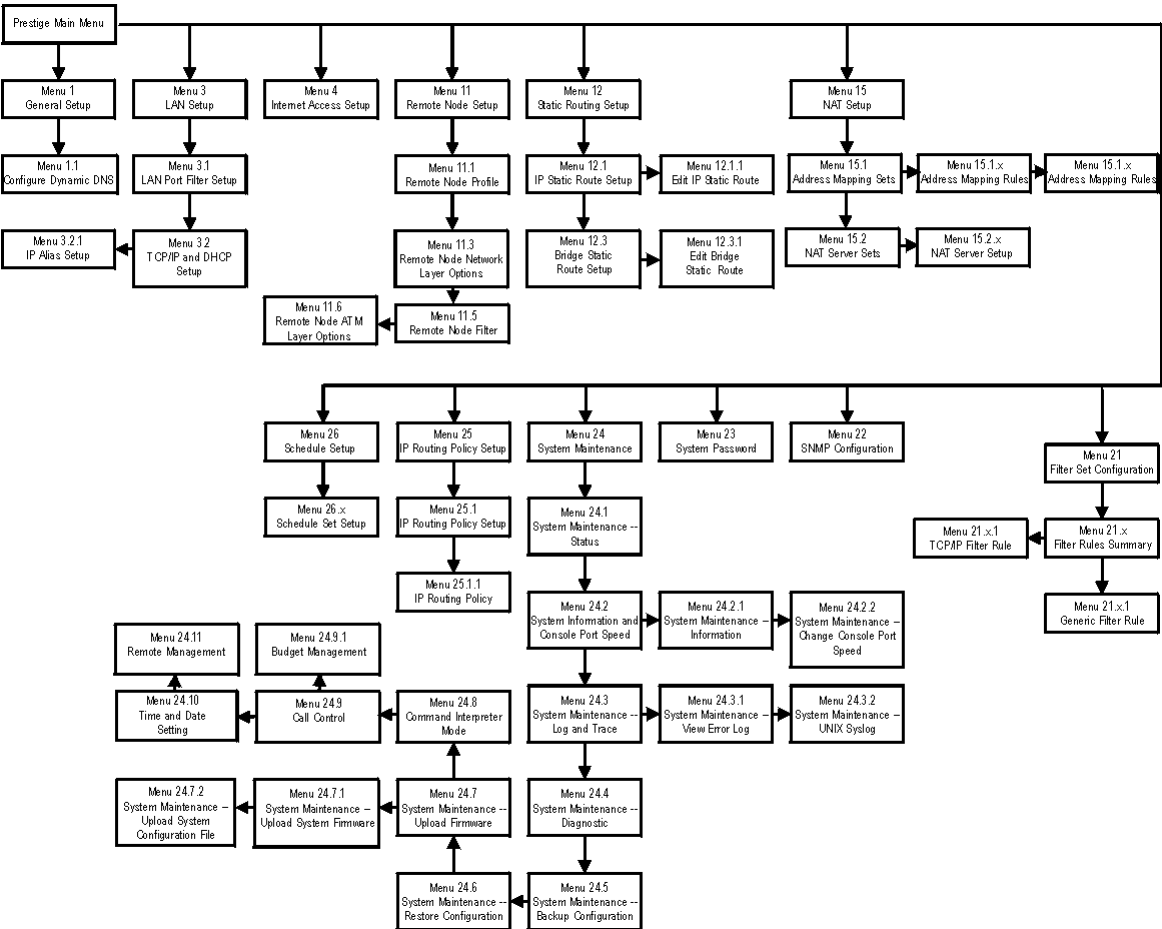 Prestige Main Menu
Menu 1
General Setup
Menu 3
LAN Setup
Menu 4
Internet Access Setup
Menu 11
Remote Node Setup
Menu 12
Static Routing Setup
Menu 15
NAT Setup
Menu 1.1
Configure Dynamic DNS
Menu 3.1
LAN Port Filter Setup
Menu 11.1
Remote Node Profile
Menu 12.1
IP Static Route Setup
Menu 12.1.1
Edit IP Static Route
Menu 15.1
Address Mapping Sets
Menu 15.1.x
Address Mapping Rules
Menu 15.1.x
Address Mapping Rules
Menu 3.2.1
IP Alias Setup
Menu 3.2
TCP/IP and DHCP
Setup
Menu 11.3
Remote Node Network
Layer Options
Menu 12.3
Bridge Static
Route Setup
Menu 12.3.1
Edit Bridge
Static Route
Menu 15.2
NAT Server Sets
Menu 15.2.x
NAT Server Setup
Menu 11.6
Remote Node ATM
Layer Options
Menu 11.5
Remote Node Filter
Menu 26
Schedule Setup
Menu 25
IP Routing Policy Setup
Menu 24
System Maintenance
Menu 23
System Password
Menu 22
SNMP Configuration
Menu 21
Filter Set Configuration
Menu 26.x
Schedule Set Setup
Menu 25.1
IP Routing Policy Setup
Menu 24.1
System Maintenance --
Status
Menu 21.x.1
TCP/IP Filter Rule
Menu 21.x
Filter Rules Summary
Menu 25.1.1
IP Routing Policy
Menu 24.2
System Information and
Console Port Speed
Menu 24.2.1
System Maintenance –
Information
Menu 24.2.2
System Maintenance –
Change Console Port
Speed
Menu 21.x.1
Generic Filter Rule
Menu 24.11
Remote Management
Menu 24.9.1
Budget Management
Menu 24.10
Time and Date
Setting
Menu 24.9
Call Control
Menu 24.8
Command Interpreter
Mode
Menu 24.3
System Maintenance --
Log and Trace
Menu 24.3.1
System Maintenance –
View Error Log
Menu 24.3.2
System Maintenance –
UNIX Syslog
Menu 24.7.2
System Maintenance –
Upload System
Configuration File
Menu 24.7.1
System Maintenance –
Upload System Firmware
Menu 24.7
System Maintenance --
Upload Firmware
Menu 24.4
System Maintenance --
Diagnostic
Menu 24.6
System Maintenance --
Restore Configuration
Menu 24.5
System Maintenance --
Backup Configuration